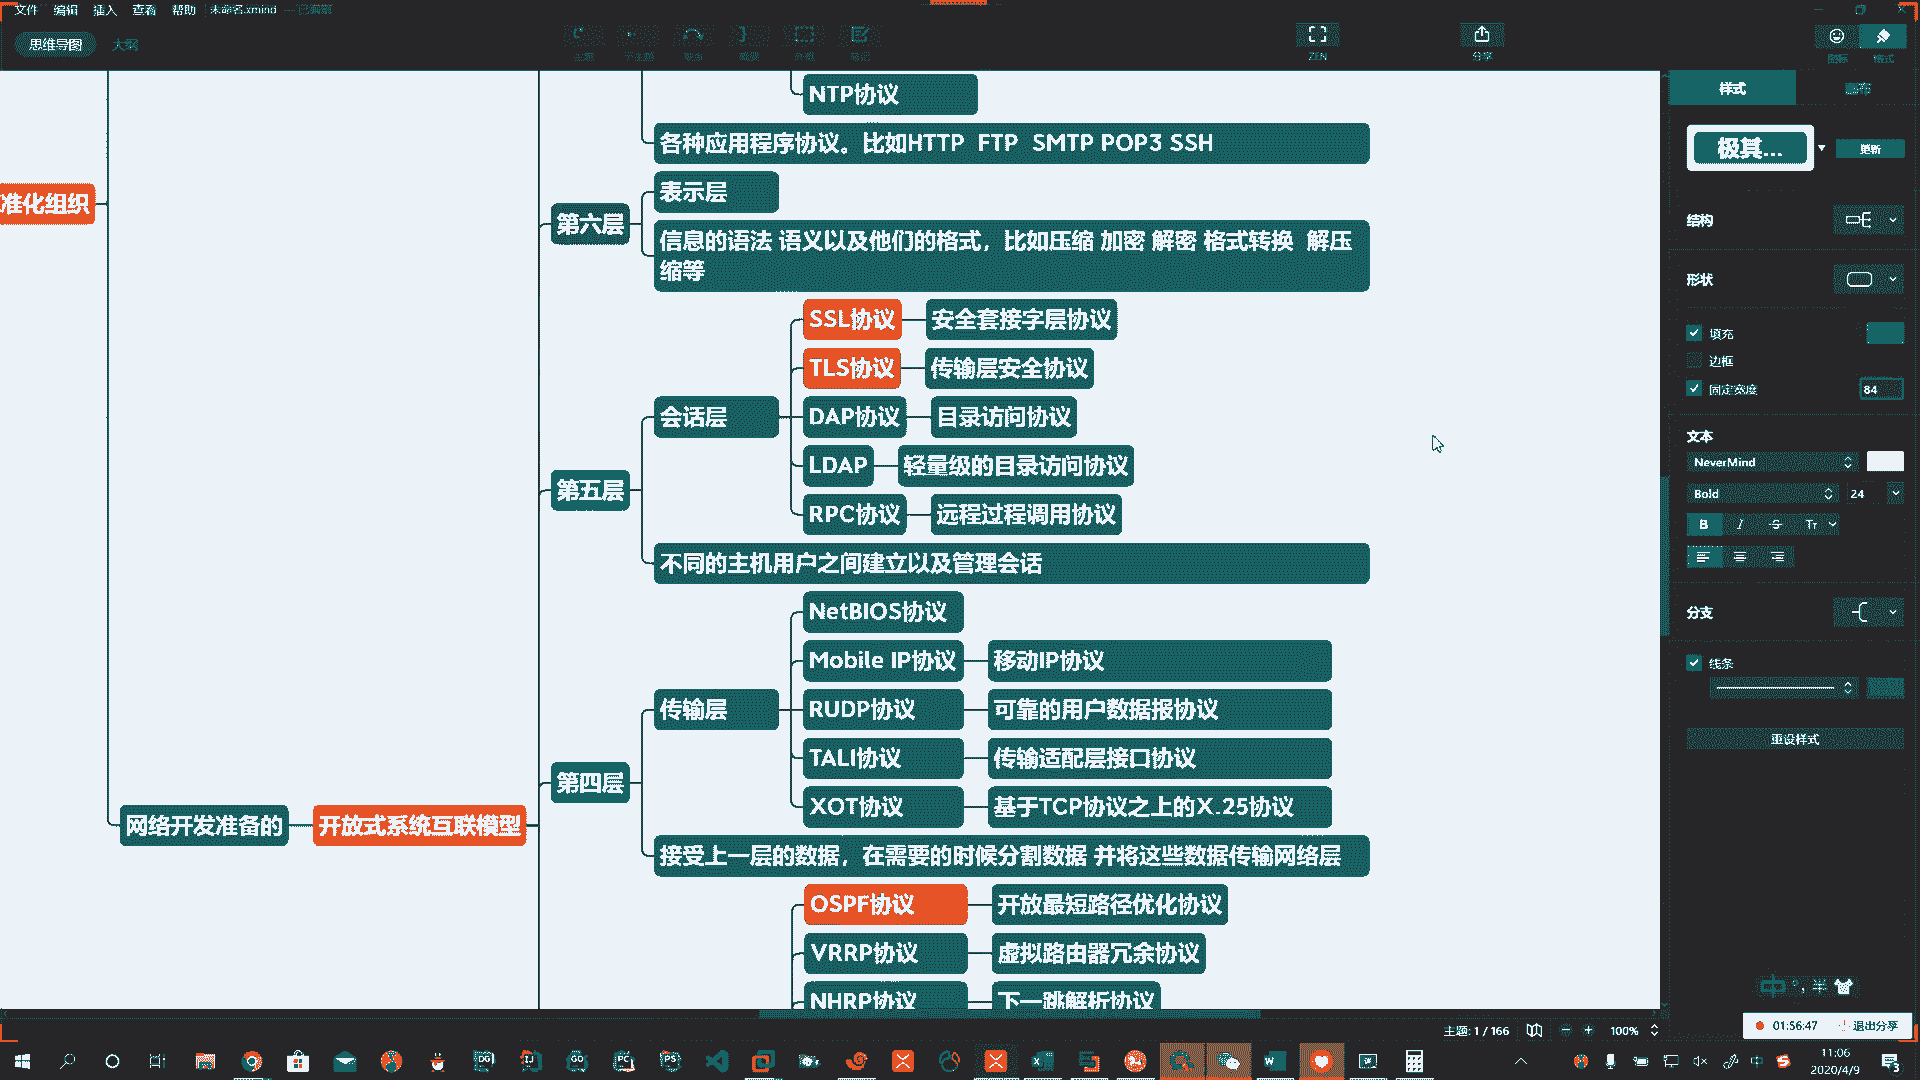 文件 编辑 插入 查看 帮助 未命名.xmind — 已编辑
思维导图 大纲
ZEN
分享
样式
NTP协议
各种应用程序协议。比如HTTP FTP SMTP POP3 SSH
极其...
更新
准化组织
第六层
表示层
信息的语法 语义以及他们的格式，比如压缩 加密 解密 格式转换 解压
缩等
结构
形状
填充
边框
固定宽度 84
第五层
会话层
SSL协议 安全套接字层协议
TLS协议 传输层安全协议
DAP协议 目录访问协议
LDAP 轻量级的目录访问协议
RPC协议 远程过程调用协议
不同的主机用户之间建立以及管理会话
文本
NeverMind
Bold 24
B I S Tr
分支
线条
重设样式
第四层
传输层
NetBIOS协议
Mobile IP协议 移动IP协议
RUDP协议 可靠的用户数据报协议
TALI协议 传输适配层接口协议
XOT协议 基于TCP协议之上的X.25协议
接受上一层的数据，在需要的时候分割数据 并将这些数据传输网络层
网络开发准备的 开放式系统互联模型
OSPF协议 开放最短路径优化协议
VRRP协议 虚拟路由器冗余协议
NHRP协议 下一跳解析协议
中 半
主题: 1 / 166 100%
01:56:47 退出分享
11:06
2020/4/9